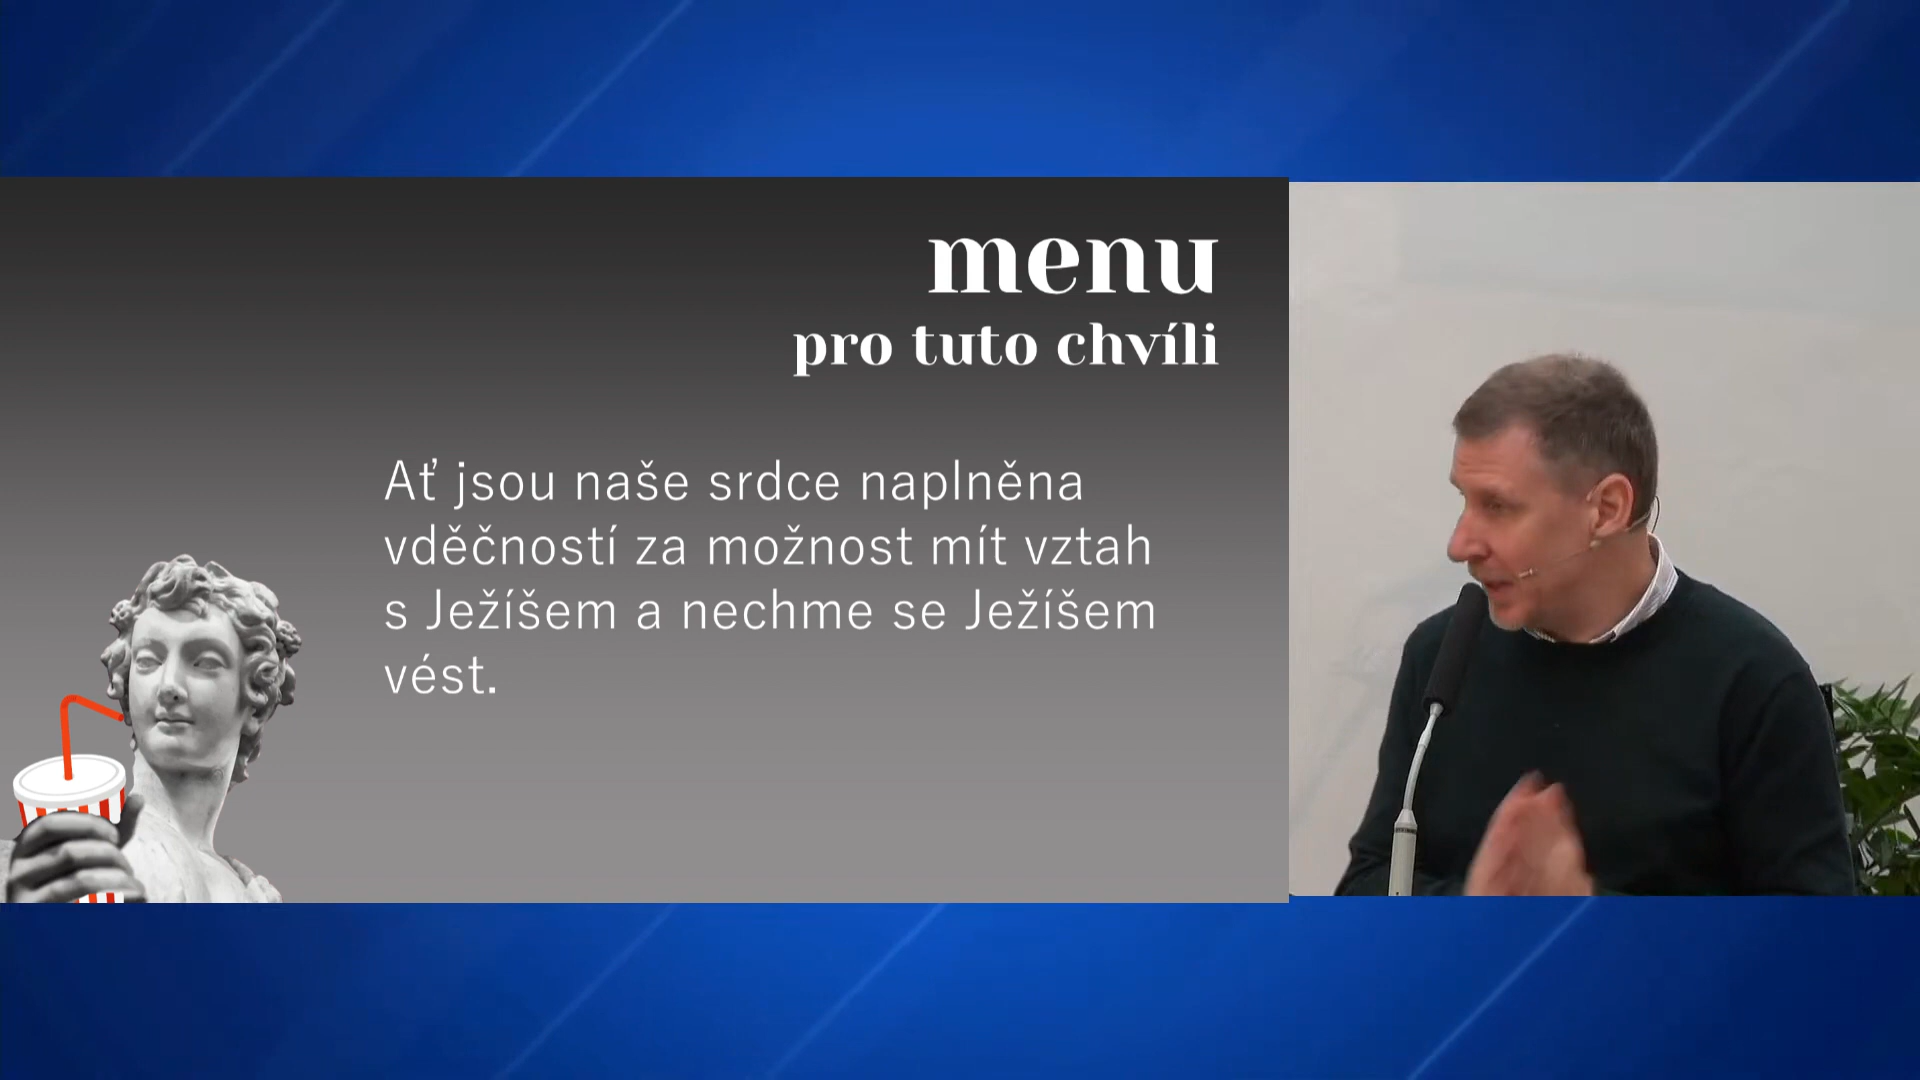 menu
pro tuto chvíli
Ať jsou naše srdce naplněna
vděčností za možnost mít vztah
s Ježíšem a nechme se Ježíšem
vést.